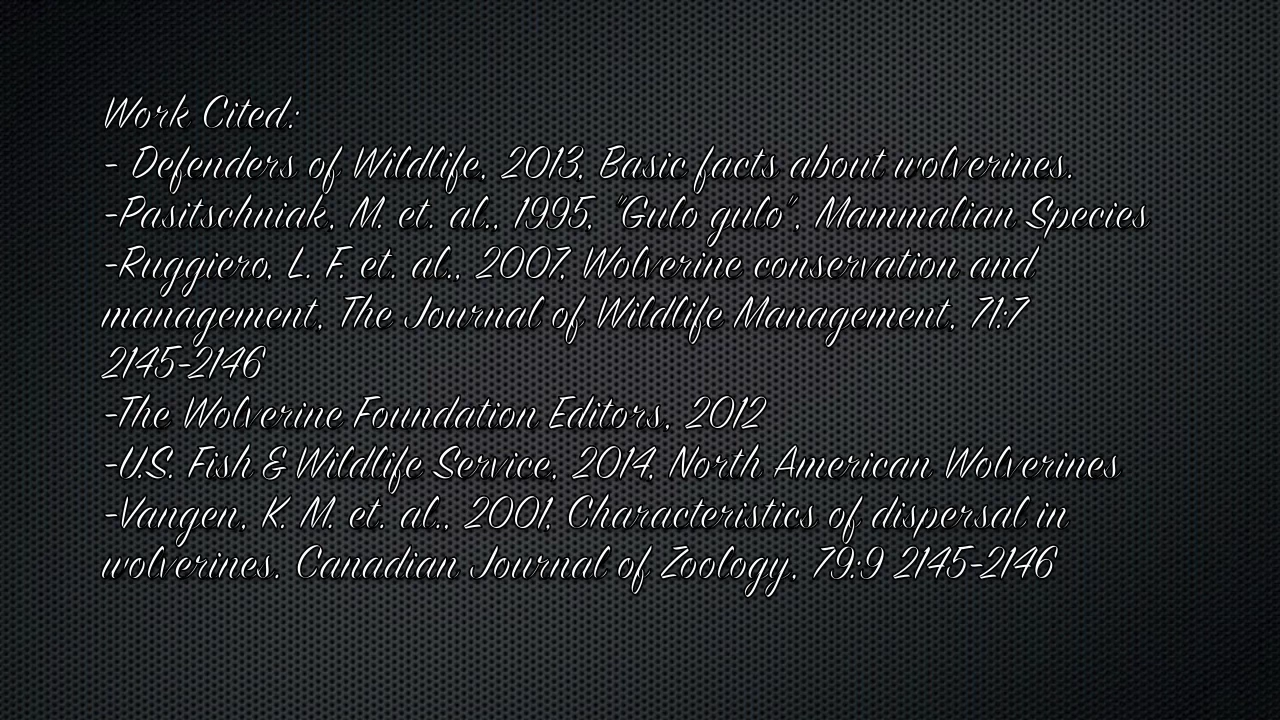 Work Cited:
- Defenders of Wildlife, 2013, Basic facts about wolverines.
-Pasitschniak, M. et. al., 1995, "Gulo gulo", Mammalian Species
-Ruggiero, L. F. et. al., 2007, Wolverine conservation and
management, The Journal of Wildlife Management, 71:7
2145-2146
-The Wolverine Foundation Editors, 2012
-U.S. Fish & Wildlife Service, 2014, North American Wolverines
-Vangen, K. M. et. al., 2001, Characteristics of dispersal in
wolverines. Canadian Journal of Zoology, 79:9 2145-2146